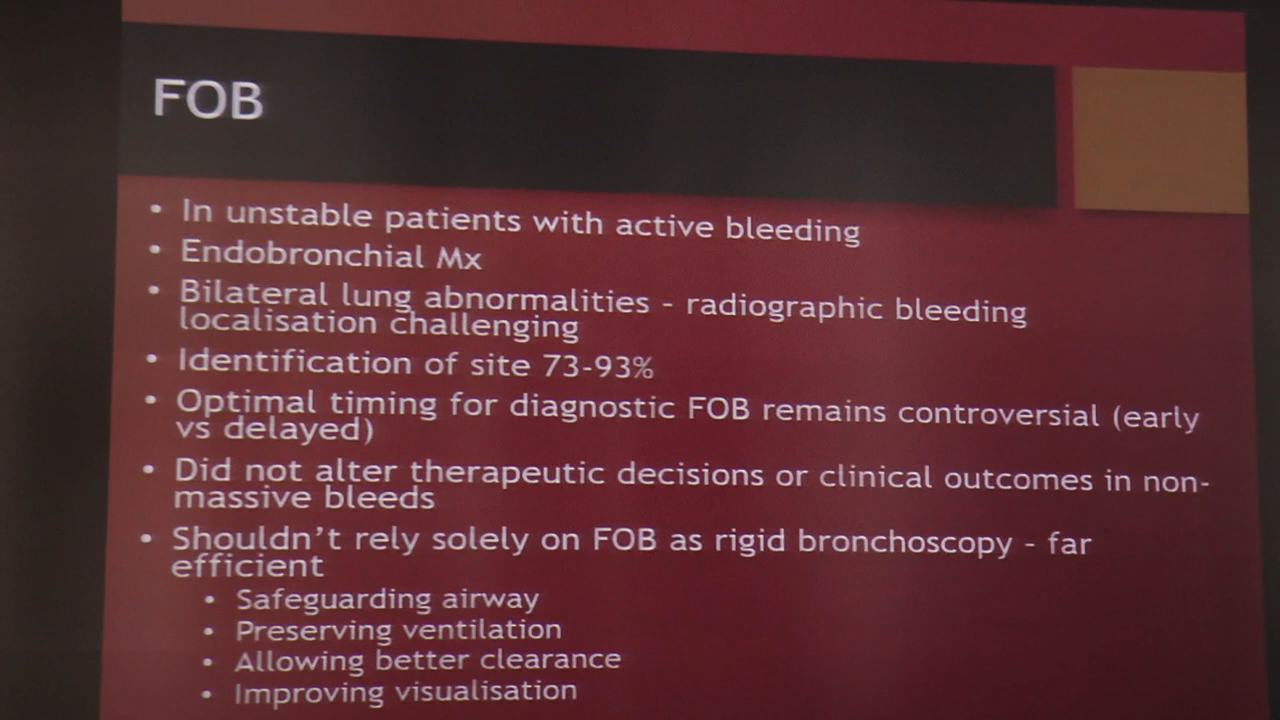 FOB
• In unstable patients with active bleeding
• Endobronchial Mx
• Bilateral lung abnormalities - radiographic bleeding
localisation challenging
• Identification of site 73-93%
• Optimal timing for diagnostic FOB remains controversial (early
vs delayed)
• Did not alter therapeutic decisions or clinical outcomes in non-
massive bleeds
• Shouldn't rely solely on FOB as rigid bronchoscopy - far
efficient
• Safeguarding airway
• Preserving ventilation
• Allowing better clearance
• Improving visualisation